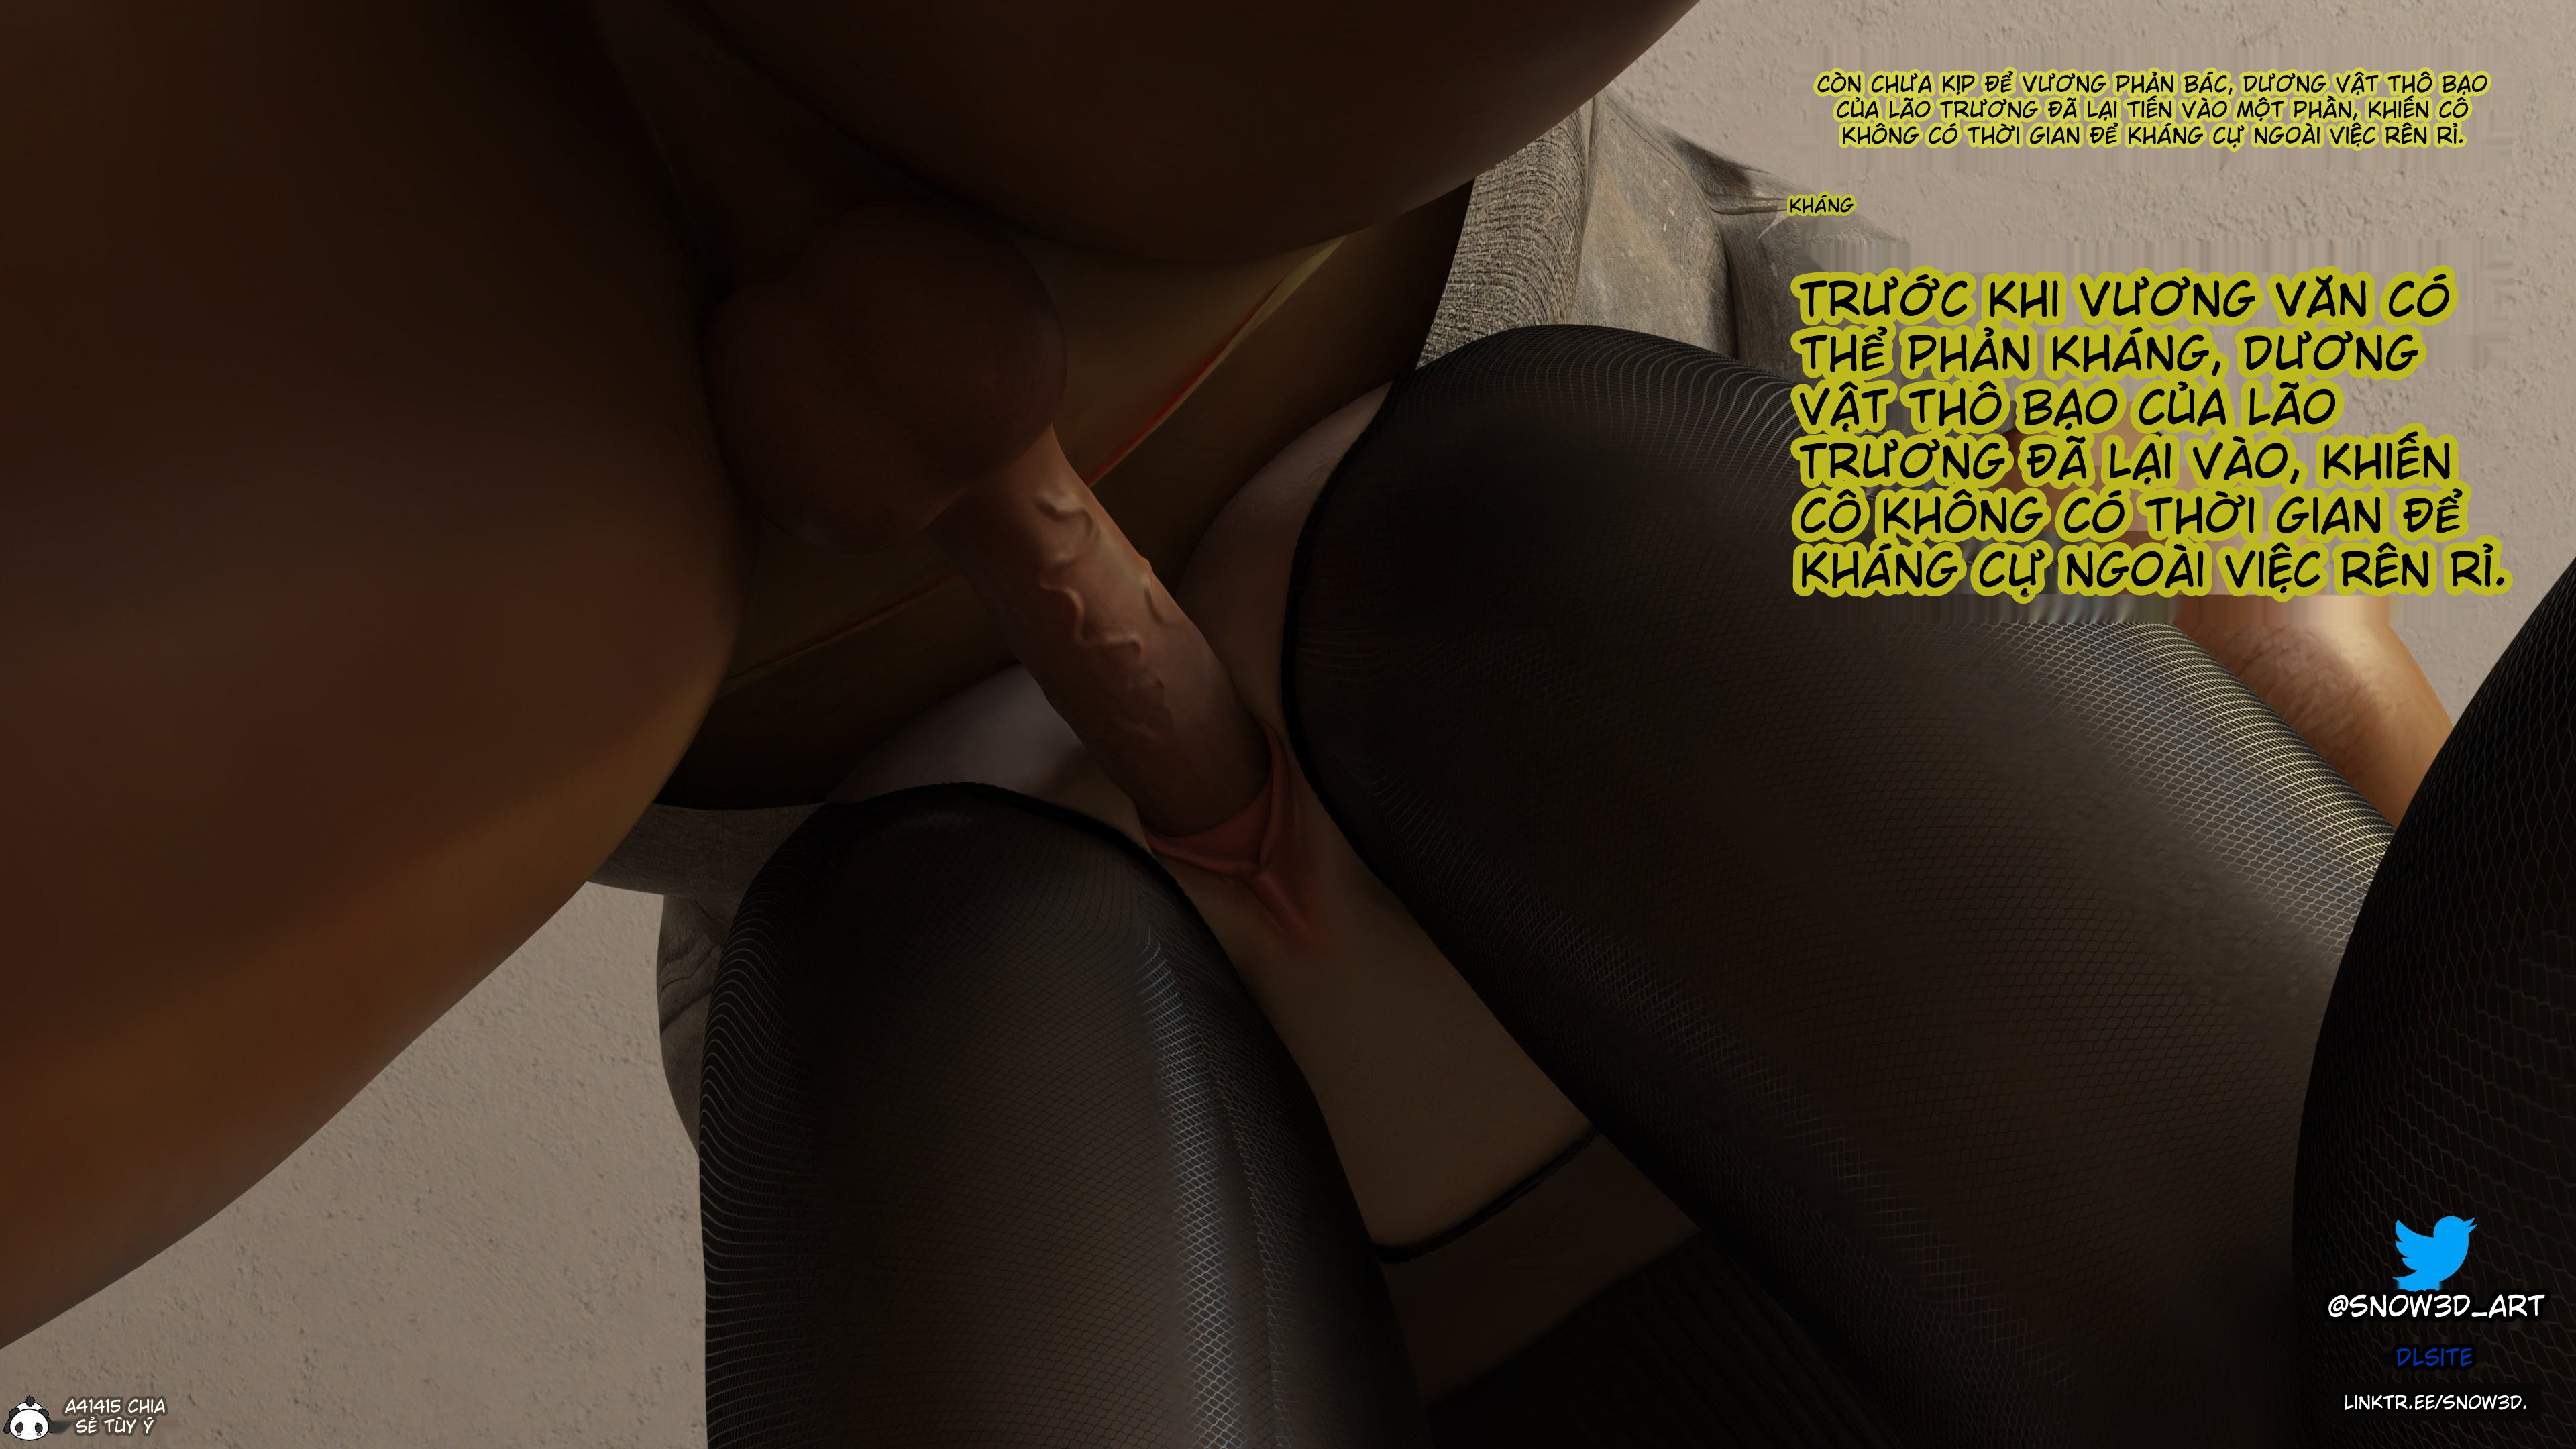 CÒN CHƯA KỊP ĐỂ VƯƠNG PHẢN BÁC, DƯƠNG VẬT THÔ BẠO
CỦA LÃO TRƯƠNG ĐÃ LẠI TIẾN VÀO MỘT PHẦN, KHIẾN CÔ
KHÔNG CÓ THỜI GIAN ĐỂ KHÁNG CỰ NGOÀI VIỆC RÊN RỈ.
KHÁNG
TRƯỚC KHI VƯƠNG VĂN CÓ
THỂ PHẢN KHÁNG, DƯƠNG
VẬT THÔ BẠO CỦA LÃO
TRƯƠNG ĐÃ LẠI VÀO, KHIẾN
CÔ KHÔNG CÓ THỜI GIAN ĐỂ
KHÁNG CỰ NGOÀI VIỆC RÊN RỈ.
@SNOW3D_ART
DLSITE
LINKTR.EE/SNOW3D.
A41415 CHIA
SẺ TÙY Ý